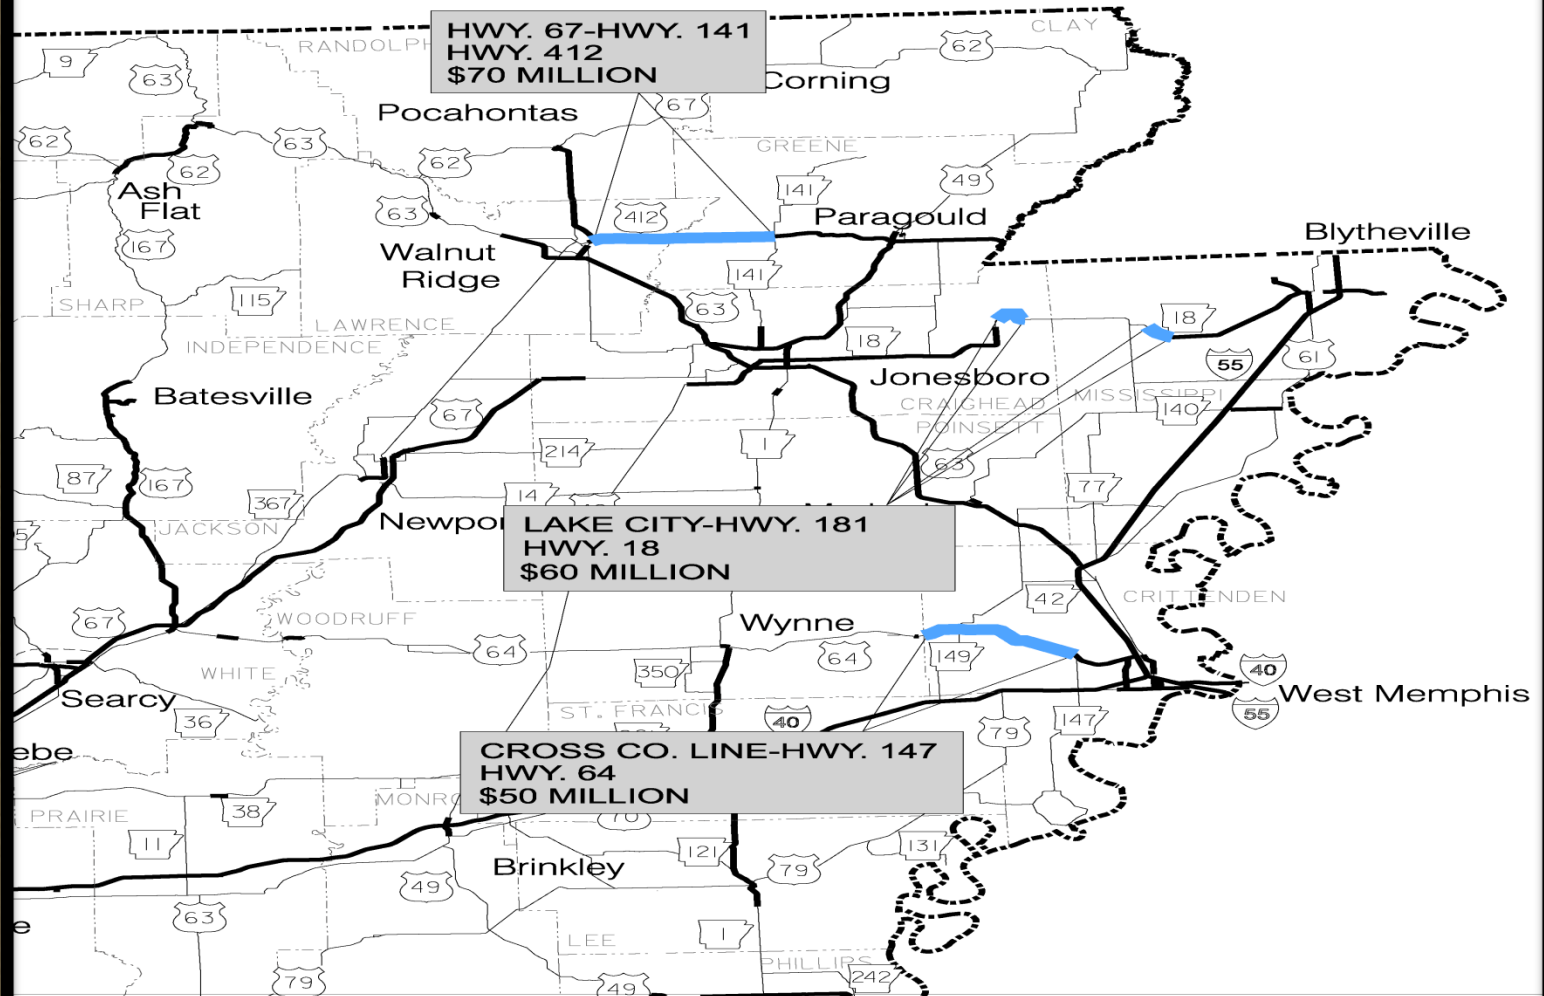 HWY. 67-HWY. 141
HWY. 412
$70 MILLION
CLAY
RANDOLPH
62
9
63
Corning
67
Pocahontas
62
63
GREENE
62
62
141
49
Ash
Flat
63
412
Paragould
Blytheville
167
Walnut
Ridge
141
SHARP
115
63
18
LAWRENCE
18
INDEPENDENCE
55
61
Jonesboro
Batesville
CRAIGHEAD
MISSISSIPPI
67
140
POINSETT
1
214
63
87
167
77
367
14
Newpor
JACKSON
LAKE CITY-HWY. 181
HWY. 18
$60 MILLION
42
CRITTENDEN
67
WOODRUFF
Wynne
64
64
149
40
WHITE
350
Searcy
West Memphis
ST. FRANCIS
36
40
147
55
79
ebe
CROSS CO. LINE-HWY. 147
HWY. 64
$50 MILLION
MONRO
38
PRAIRIE
70
11
121
131
Brinkley
79
49
63
e
1
LEE
PHILLIPS
79
49
242